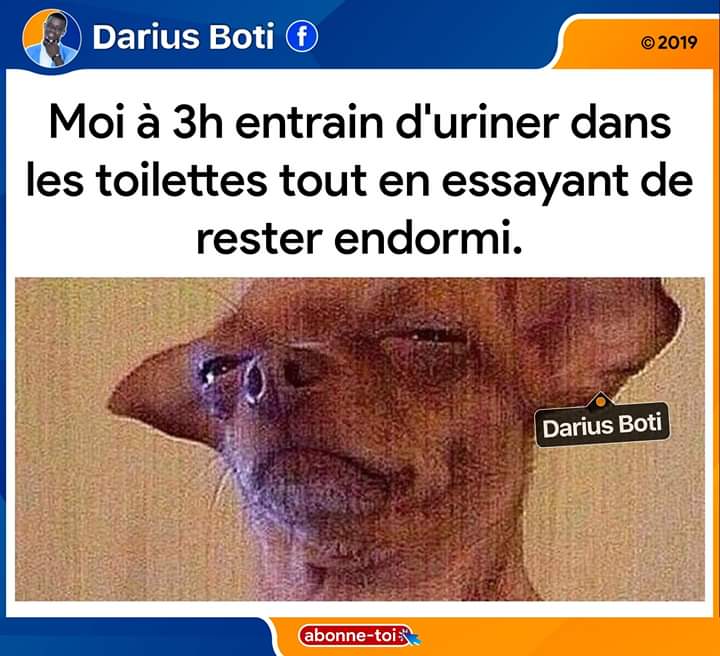 Darius Boti
© 2019
Moi à 3h entrain d'uriner dans
les toilettes tout en essayant de
rester endormi.
Darius Boti
abonne-toi